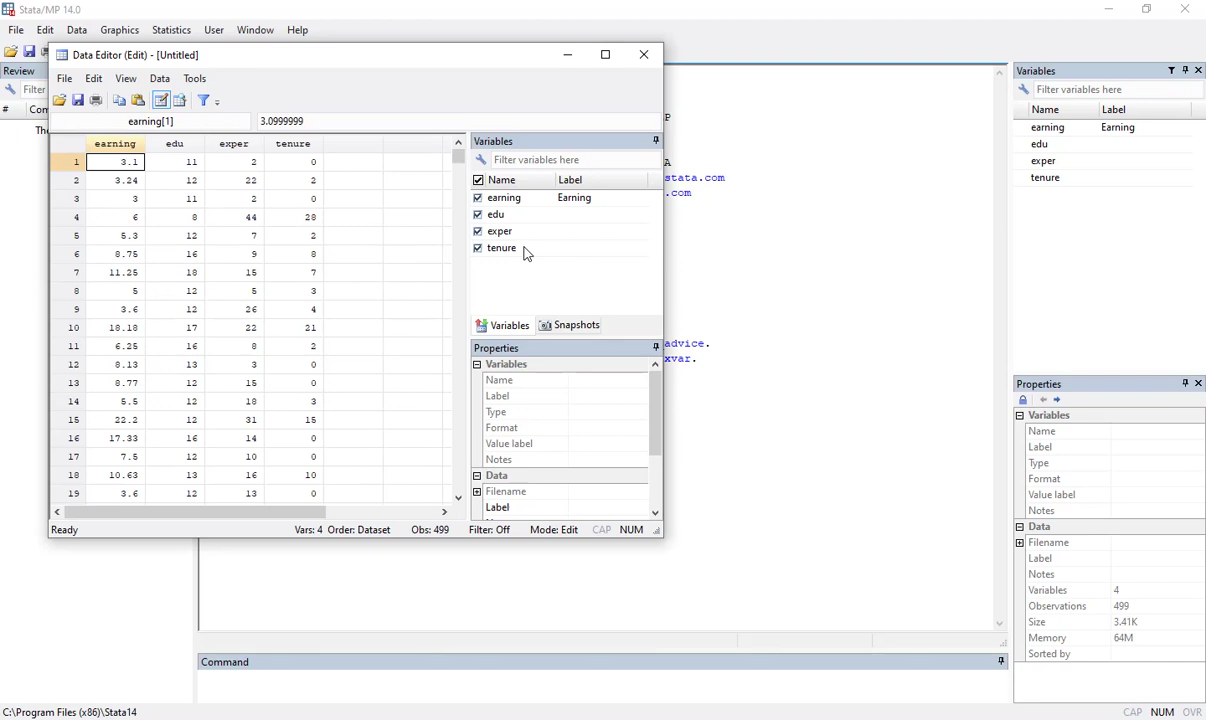 Stata/MP 14.0
File Edit Data Graphics Statistics User Window Help
Review
Filter
# Con
The
Data Editor (Edit) - [Untitled]
File Edit View Data Tools
earning[1] 3.0999999
earning edu exper tenure
1 3.1 11 2 0
2 3.24 12 22 2
3 3 11 2 0
4 6 8 44 28
5 5.3 12 7 2
6 8.75 16 9 8
7 11.25 18 15 7
8 5 12 5 3
9 3.6 12 26 4
10 18.18 17 22 21
11 6.25 16 8 2
12 8.13 13 3 0
13 8.77 12 15 0
14 5.5 12 18 3
15 22.2 12 31 15
16 17.33 16 14 0
17 7.5 12 10 0
18 10.63 13 16 10
19 3.6 12 13 0
Variables
Filter variables here
Name Label
earning Earning
edu
exper
tenure
Variables Snapshots
Properties
Variables
Name
Label
Type
Format
Value label
Notes
Data
Filename
Label
Ready Vars: 4 Order: Dataset Obs: 499 Filter: Off Mode: Edit CAP NUM
P
A
stata.com
.com
advice.
xvar.
Command
Variables
Filter variables here
Name Label
earning Earning
edu
exper
tenure
Properties
Variables
Name
Label
Type
Format
Value label
Notes
Data
Filename
Label
Notes
Variables 4
Observations 499
Size 3.41K
Memory 64M
Sorted by
C:\Program Files (x86)\Stata14 CAP NUM OVR